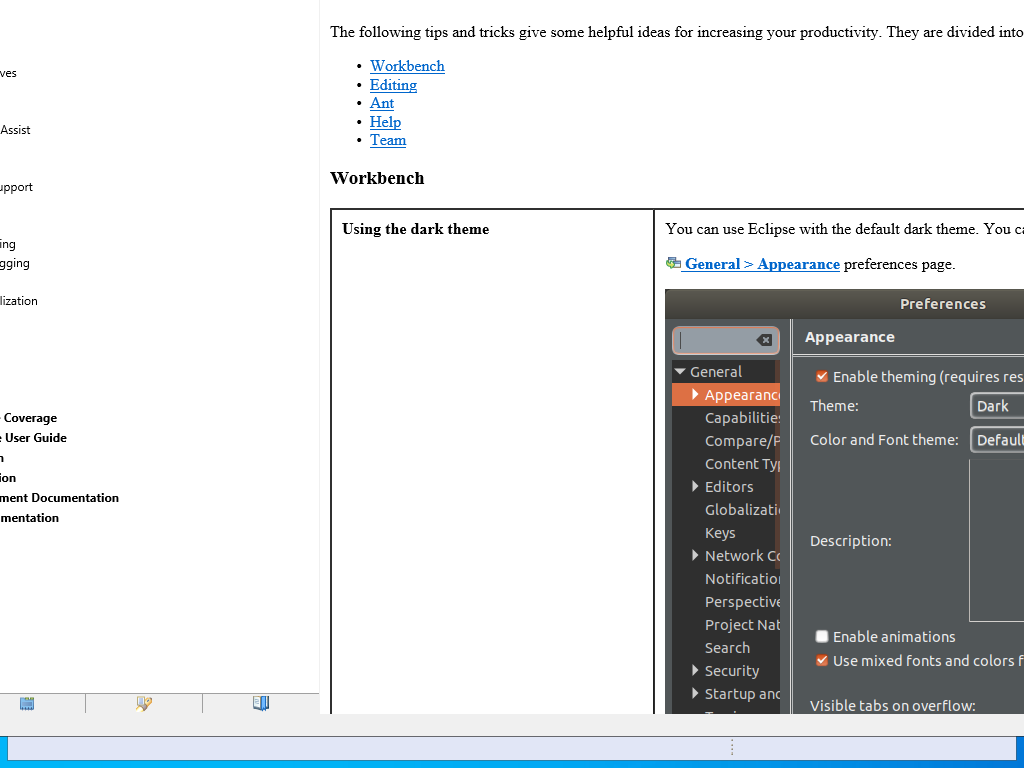 The following tips and tricks give some helpful ideas for increasing your productivity. They are divided into
ves
• Workbench
• Editing
• Ant
• Help
• Team
Assist
Workbench
upport
Using the dark theme
You can use Eclipse with the default dark theme. You ca
ing
gging
General > Appearance preferences page.
lization
Preferences
Appearance
General
Enable theming (requires res
Appearanc
Theme:
Dark
Capabilities
Coverage
User Guide
Compare/P
Color and Font theme:
Default
n
Content Typ
ion
Editors
ment Documentation
Globalizati
mentation
Keys
Description:
Network Co
Notification
Perspective
Project Nat
Enable animations
Search
Use mixed fonts and colors f
Security
Startup and
Visible tabs on overflow: